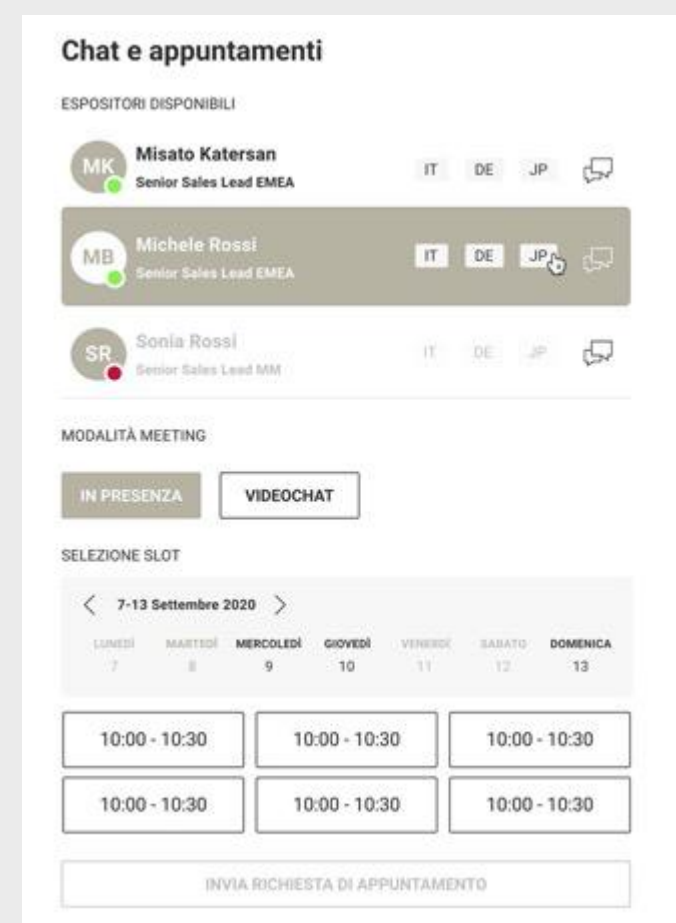 Chat e appuntamenti
ESPOSITORI DISPONIBILI
MK Misato Katersan IT DE JP
Senior Sales Lead EMEA
MB Michele Rossi IT DE JP
Senior Sales Lead EMEA
SR Sonia Rossi IT DE JP
Senior Sales Lead MM
MODALITÀ MEETING
IN PRESENZA VIDEOCHAT
SELEZIONE SLOT
7-13 Settembre 2020
LUNEDÌ MARTEDÌ MERCOLEDÌ GIOVEDÌ VENERDÌ SABATO DOMENICA
7 8 9 10 11 12 13
10:00 - 10:30 10:00 - 10:30 10:00 - 10:30
10:00 - 10:30 10:00 - 10:30 10:00 - 10:30
INVIA RICHIESTA DI APPUNTAMENTO